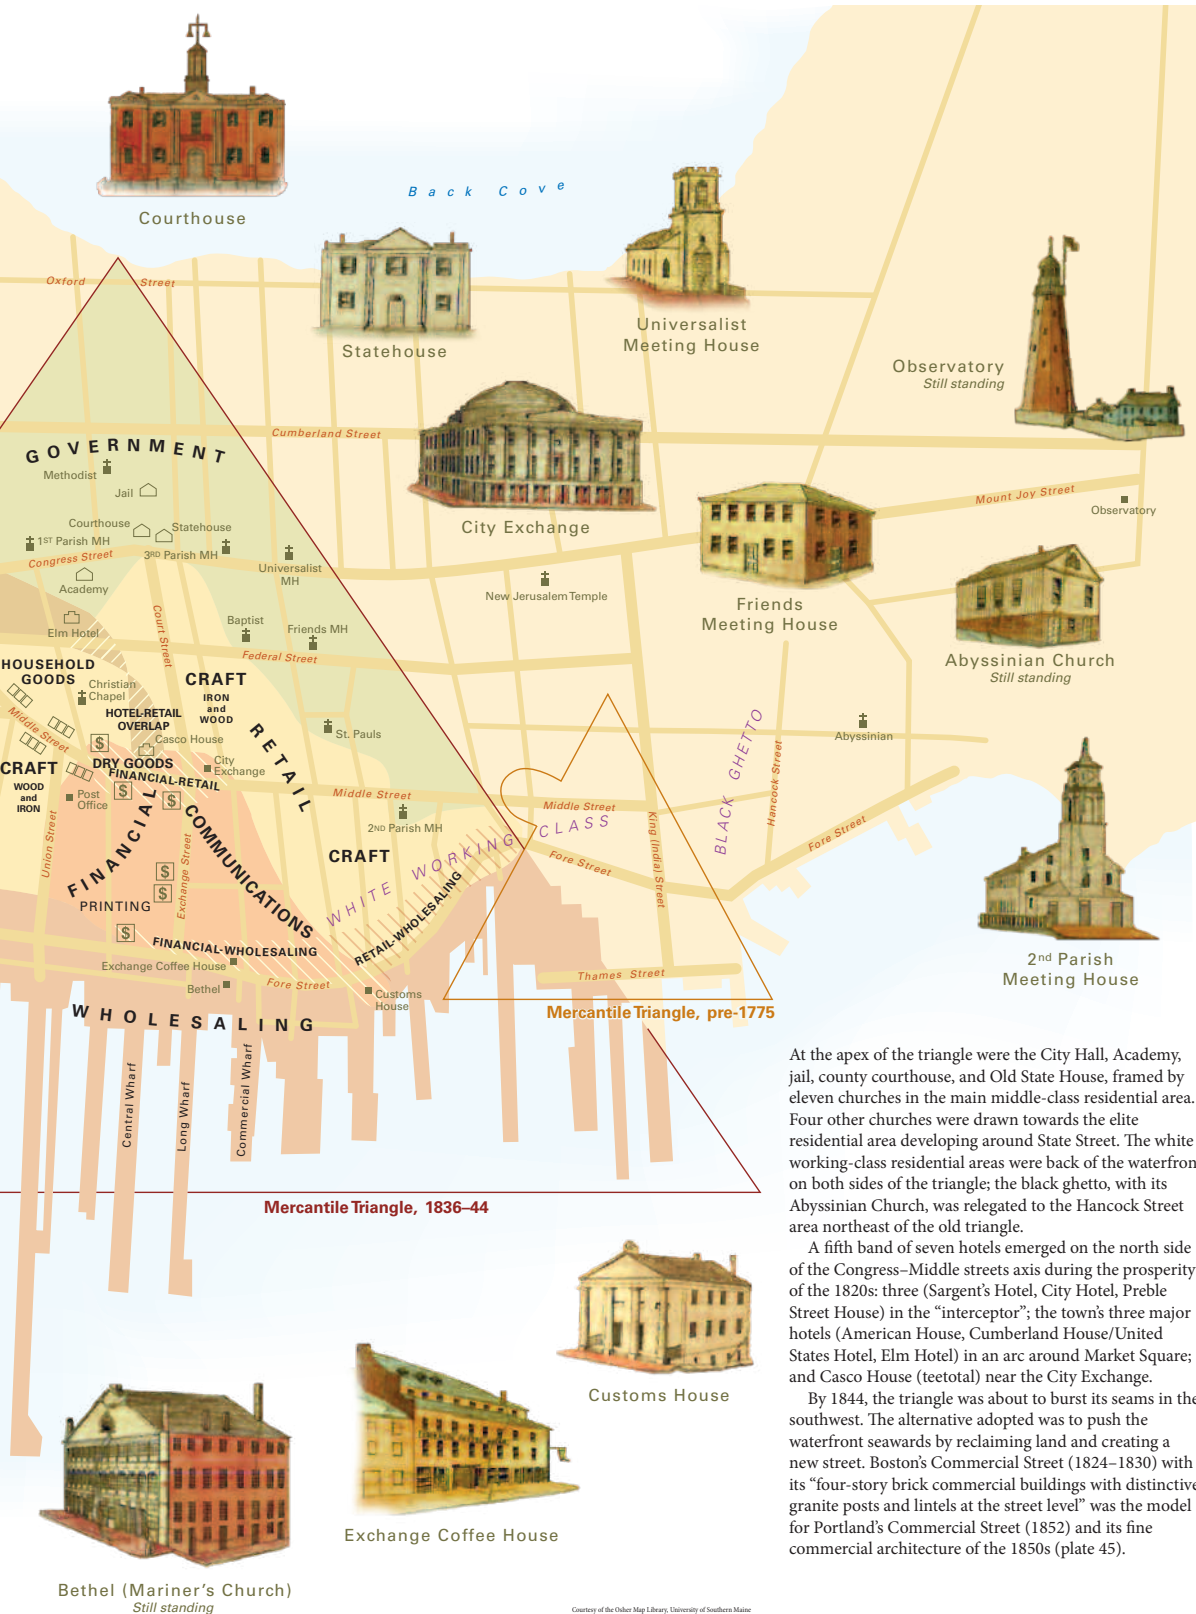 Courthouse
Back Cove
Statehouse
Universalist
Meeting House
Observatory
Still standing
Oxford Street
Cumberland Street
City Exchange
Mount Joy Street
Observatory
GOVERNMENT
Methodist
Jail
Courthouse
Statehouse
1ST Parish MH
3RD Parish MH
Congress Street
Universalist
MH
Academy
New Jerusalem Temple
Friends
Meeting House
Abyssinian Church
Still standing
Elm Hotel
Court Street
Baptist
Friends MH
Federal Street
HOUSEHOLD
GOODS
Christian
Chapel
CRAFT
IRON
and
WOOD
HOTEL-RETAIL
OVERLAP
Middle Street
Casco House
RETAIL
St. Pauls
BLACK GHETTO
Abyssinian
Hancock Street
CRAFT
WOOD
and
IRON
$
DRY GOODS
FINANCIAL-RETAIL
City
Exchange
Post
Office
$
$
Middle Street
2ND Parish MH
Middle Street
King (India) Street
Fore Street
Fore Street
Union Street
FINANCIAL
COMMUNICATIONS
CRAFT
WHITE WORKING CLASS
Exchange Street
$
$
PRINTING
$
RETAIL-WHOLESALING
FINANCIAL-WHOLESALING
Exchange Coffee House
Bethel
Fore Street
Customs
House
Thames Street
2nd Parish
Meeting House
WHOLESALING
Mercantile Triangle, pre-1775
Central Wharf
Long Wharf
Commercial Wharf
Mercantile Triangle, 1836–44
At the apex of the triangle were the City Hall, Academy,
jail, county courthouse, and Old State House, framed by
eleven churches in the main middle-class residential area.
Four other churches were drawn towards the elite
residential area developing around State Street. The white
working-class residential areas were back of the waterfron
on both sides of the triangle; the black ghetto, with its
Abyssinian Church, was relegated to the Hancock Street
area northeast of the old triangle.
A fifth band of seven hotels emerged on the north side
of the Congress–Middle streets axis during the prosperity
of the 1820s: three (Sargent's Hotel, City Hotel, Preble
Street House) in the “interceptor”; the town's three major
hotels (American House, Cumberland House/United
States Hotel, Elm Hotel) in an arc around Market Square;
and Casco House (teetotal) near the City Exchange.
By 1844, the triangle was about to burst its seams in the
southwest. The alternative adopted was to push the
waterfront seawards by reclaiming land and creating a
new street. Boston's Commercial Street (1824–1830) with
its “four-story brick commercial buildings with distinctive
granite posts and lintels at the street level” was the model
for Portland's Commercial Street (1852) and its fine
commercial architecture of the 1850s (plate 45).
Customs House
Exchange Coffee House
Bethel (Mariner's Church)
Still standing
Courtesy of the Osher Map Library, University of Southern Maine